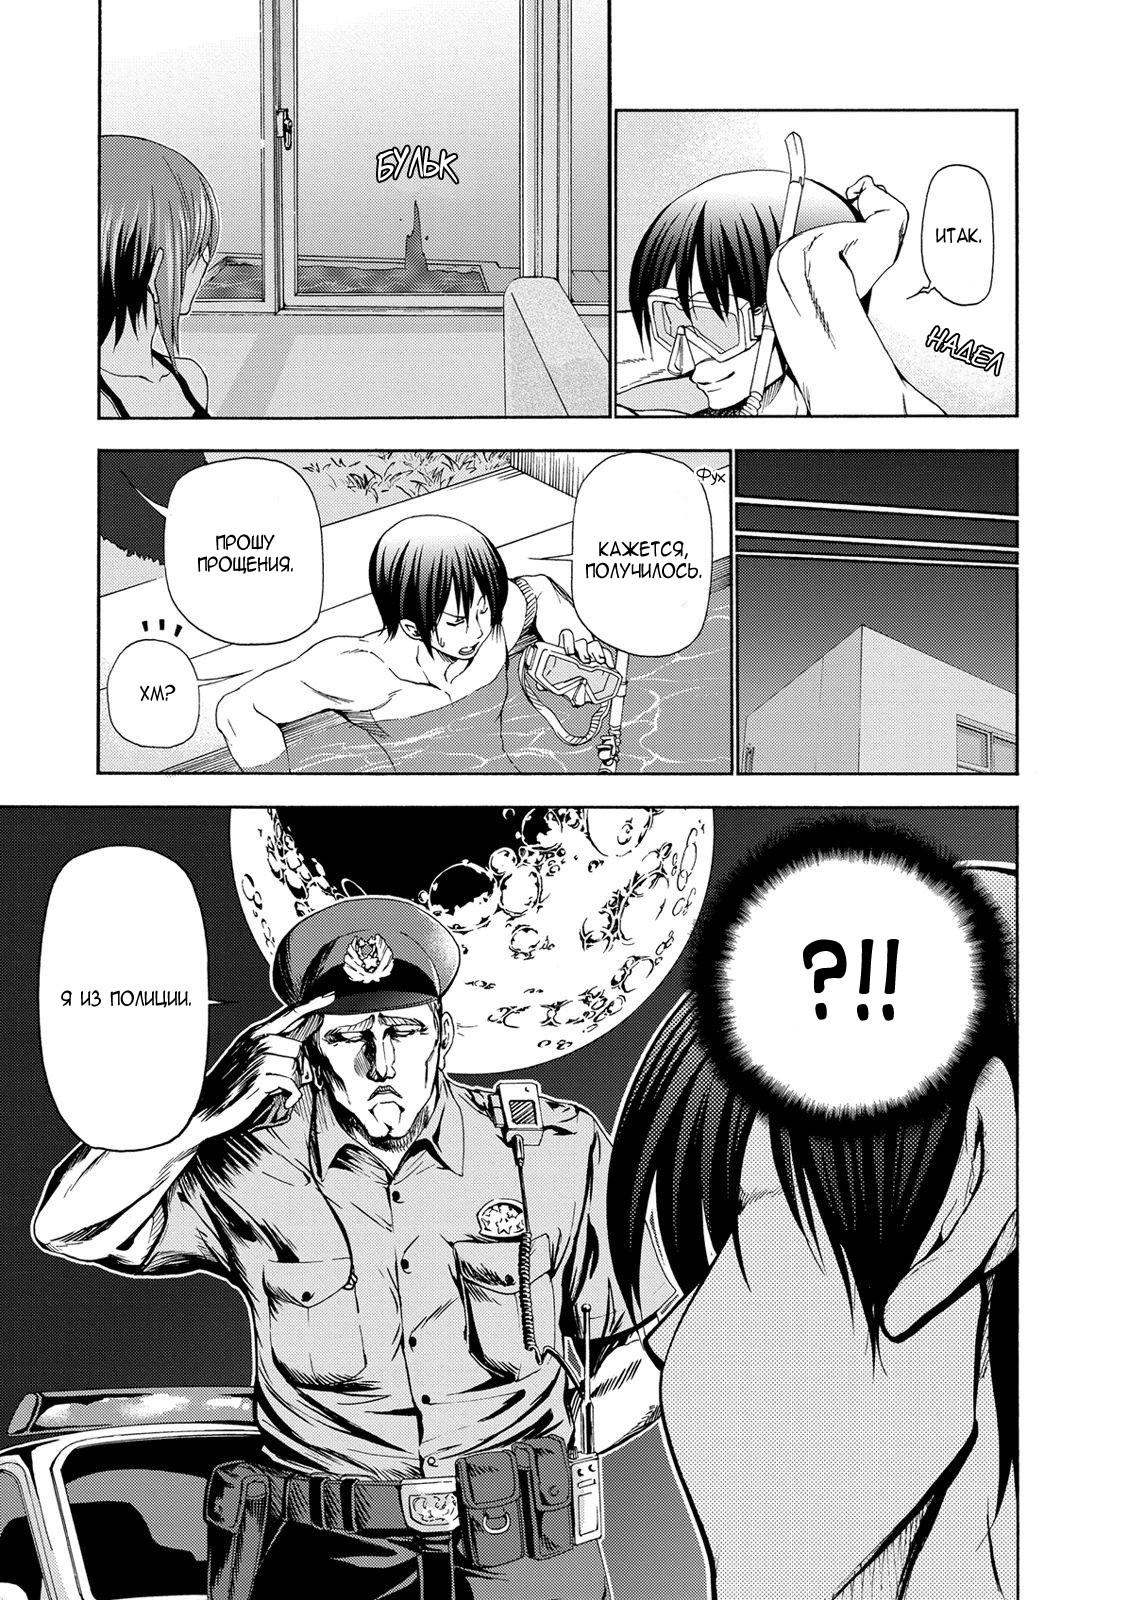 ИТАК.
НАДЕЛ
БУЛЬК
Фух
КАЖЕТСЯ,
ПОЛУЧИЛОСЬ.
ПРОШУ
ПРОЩЕНИЯ.
ХМ?
?!!
Я ИЗ ПОЛИЦИИ.